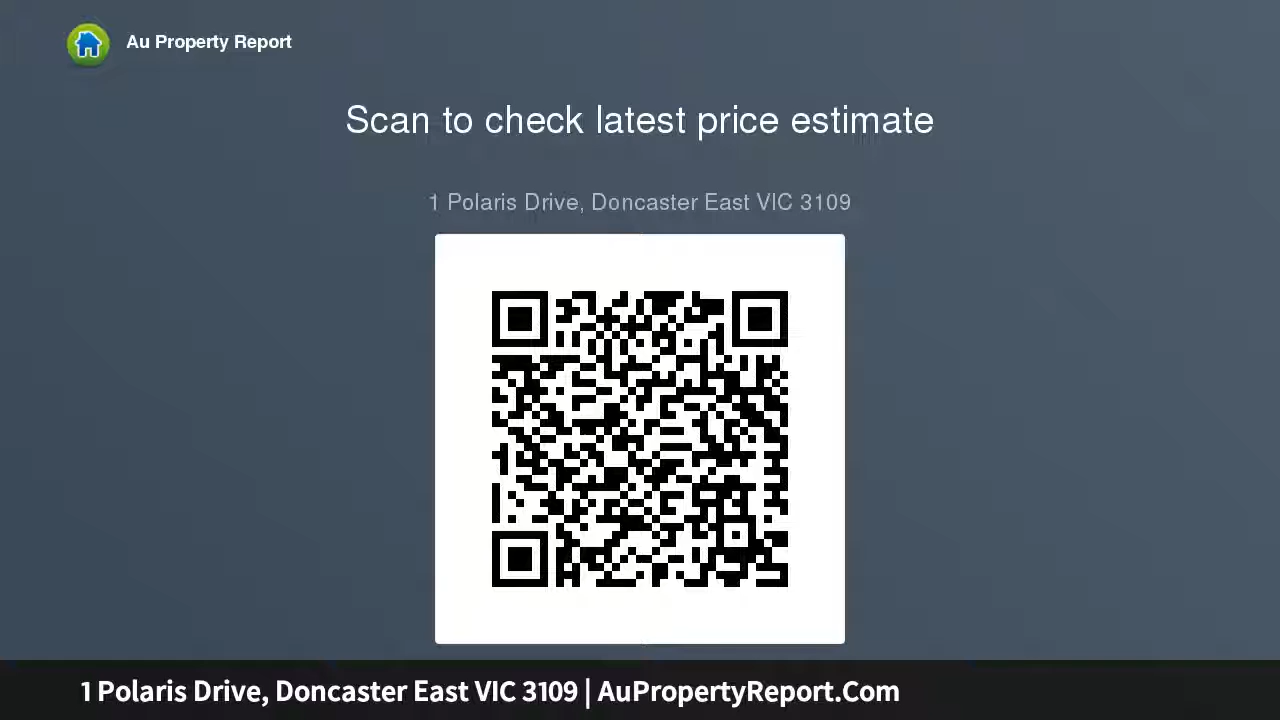 Au Property Report
Scan to check latest price estimate
1 Polaris Drive, Doncaster East VIC 3109
1 Polaris Drive, Doncaster East VIC 3109 | AuPropertyReport.Com